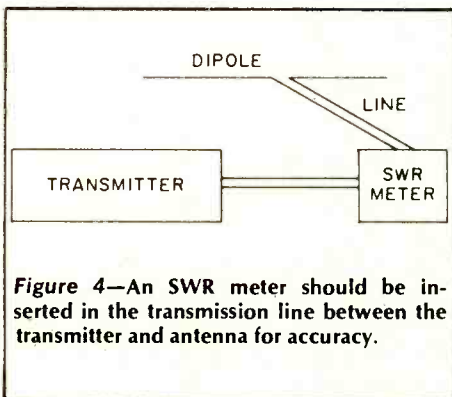 DIPOLE
LINE
TRANSMITTER
SWR
METER
Figure 4—An SWR meter should be in-
serted in the transmission line between the
transmitter and antenna for accuracy.